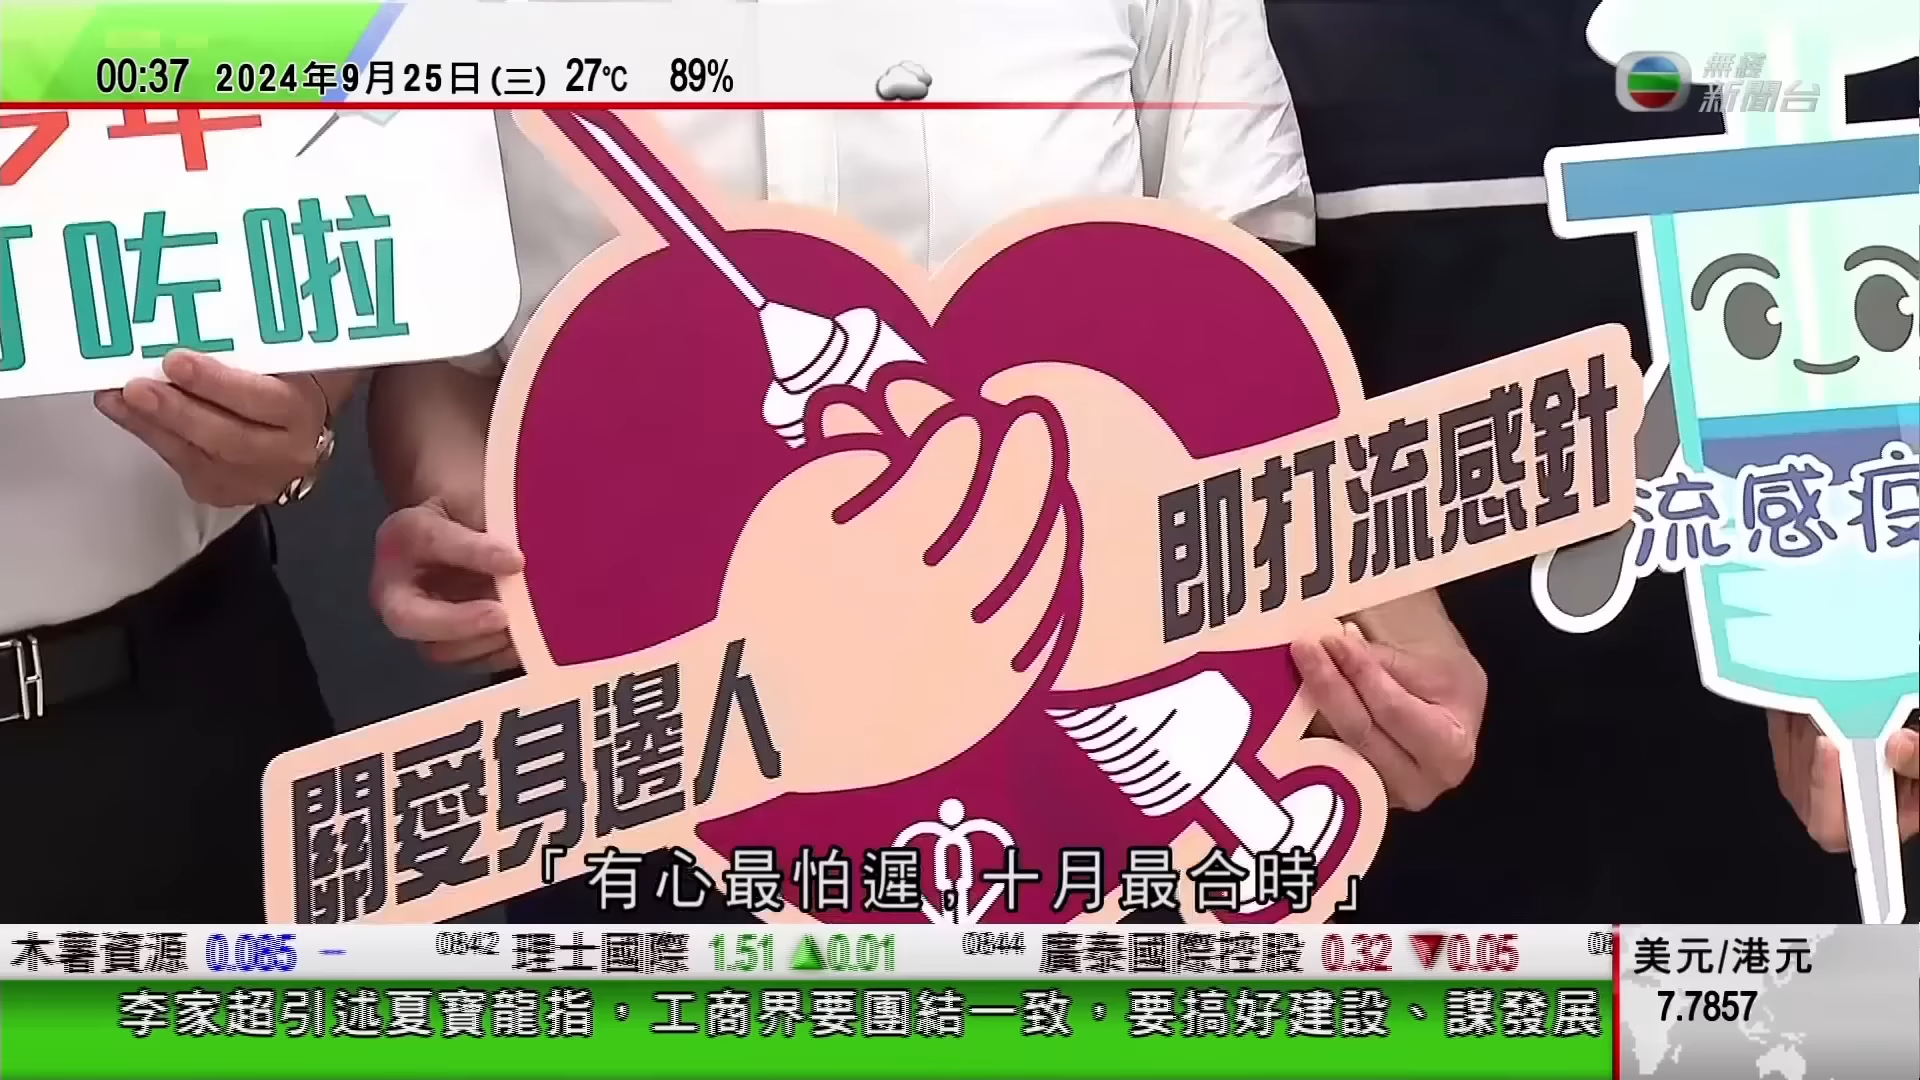 00:37 2024年9月25日(三) 27℃ 89%
無綫
新聞台
今年
打咗啦
即打流感針
流感疫
關愛身邊人
「有心最怕遲，十月最合時」
木薯資源 0.085 – 0842 理士國際 1.51 ▲0.01 0844 廣泰國際控股 0.32 ▼0.05
美元/港元
7.7857
李家超引述夏寶龍指，工商界要團結一致，要搞好建設、謀發展